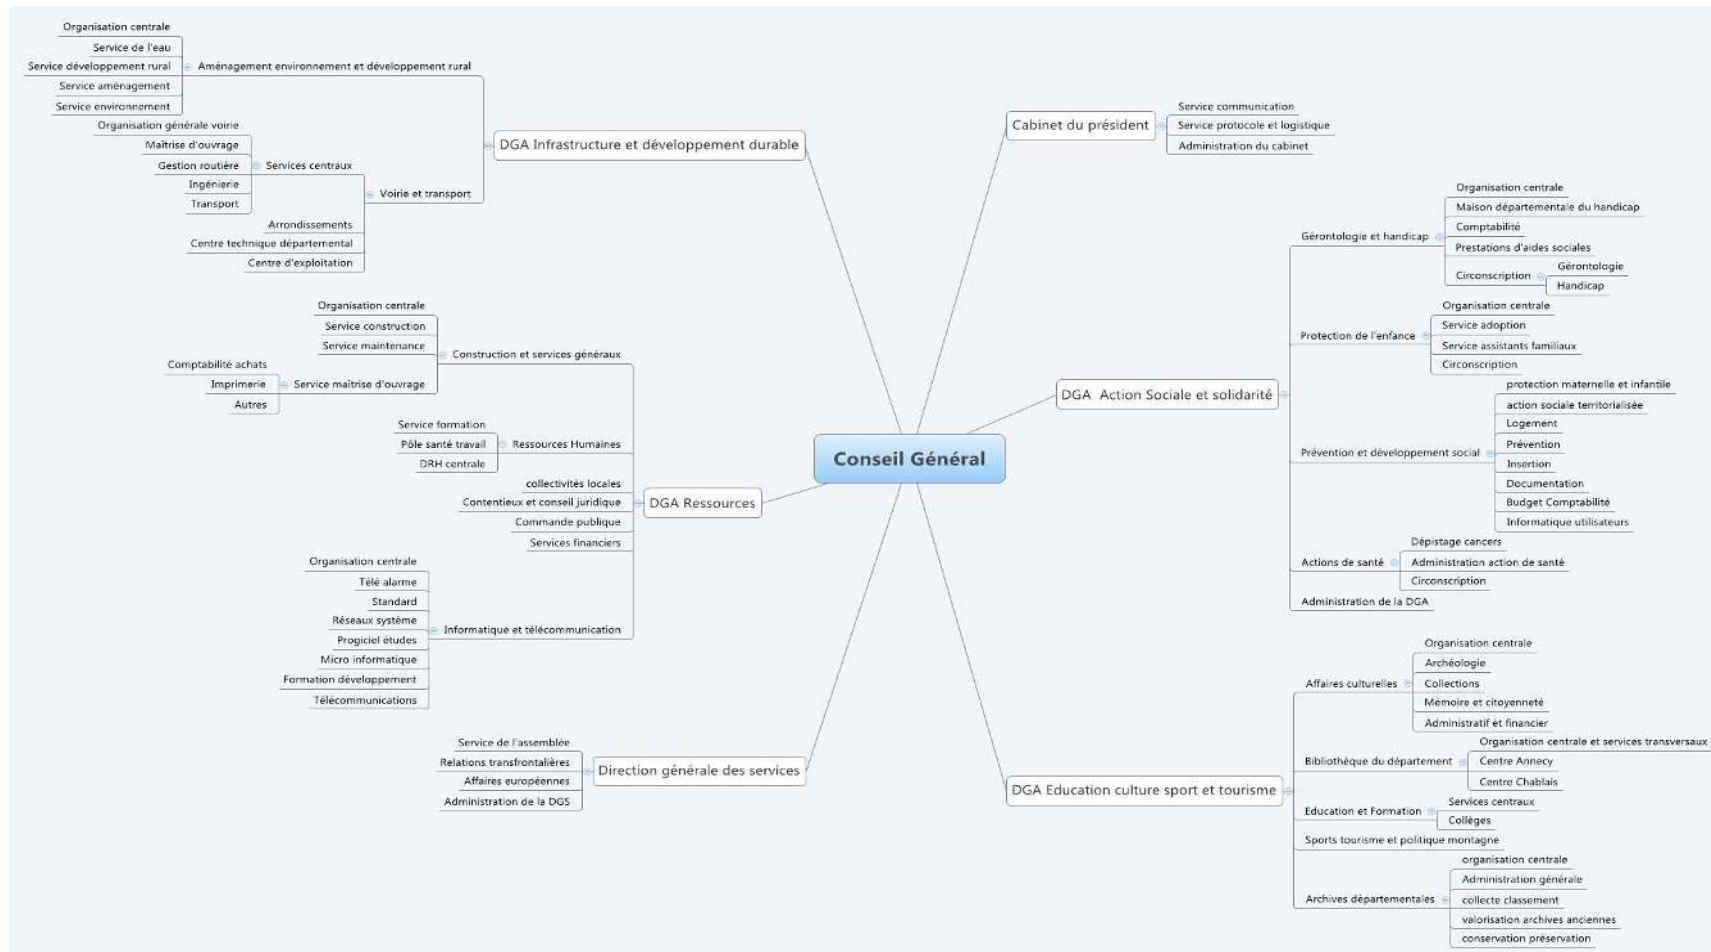 Conseil Général
Cabinet du président
Service communication
Service protocole et logistique
Administration du cabinet
DGA  Action Sociale et solidarité
Gérontologie et handicap
Organisation centrale
Maison départementale du handicap
Comptabilité
Prestations d'aides sociales
Circonscription
Gérontologie
Handicap
Protection de l'enfance
Organisation centrale
Service adoption
Service assistants familiaux
Circonscription
Prévention et développement social
protection maternelle et infantile
action sociale territorialisée
Logement
Prévention
Insertion
Documentation
Budget Comptabilité
Informatique utilisateurs
Actions de santé
Dépistage cancers
Administration action de santé
Circonscription
Administration de la DGA
DGA Education culture sport et tourisme
Affaires culturelles
Organisation centrale
Archéologie
Collections
Mémoire et citoyenneté
Administratif et financier
Bibliothèque du département
Organisation centrale et services transversaux
Centre Annecy
Centre Chablais
Education et Formation
Services centraux
Collèges
Sports tourisme et politique montagne
Archives départementales
organisation centrale
Administration générale
collecte classement
valorisation archives anciennes
conservation préservation
DGA Infrastructure et développement durable
Aménagement environnement et développement rural
Organisation centrale
Service de l'eau
Service développement rural
Service aménagement
Service environnement
Voirie et transport
Services centraux
Organisation générale voirie
Maîtrise d'ouvrage
Gestion routière
Ingénierie
Transport
Arrondissements
Centre technique départemental
Centre d'exploitation
DGA Ressources
Construction et services généraux
Organisation centrale
Service construction
Service maintenance
Service maîtrise d'ouvrage
Comptabilité achats
Imprimerie
Autres
Ressources Humaines
Service formation
Pôle santé travail
DRH centrale
collectivités locales
Contentieux et conseil juridique
Commande publique
Services financiers
Informatique et télécommunication
Organisation centrale
Télé alarme
Standard
Réseaux système
Progiciel études
Micro informatique
Formation développement
Télécommunications
Direction générale des services
Service de l'assemblée
Relations transfrontalières
Affaires européennes
Administration de la DGS